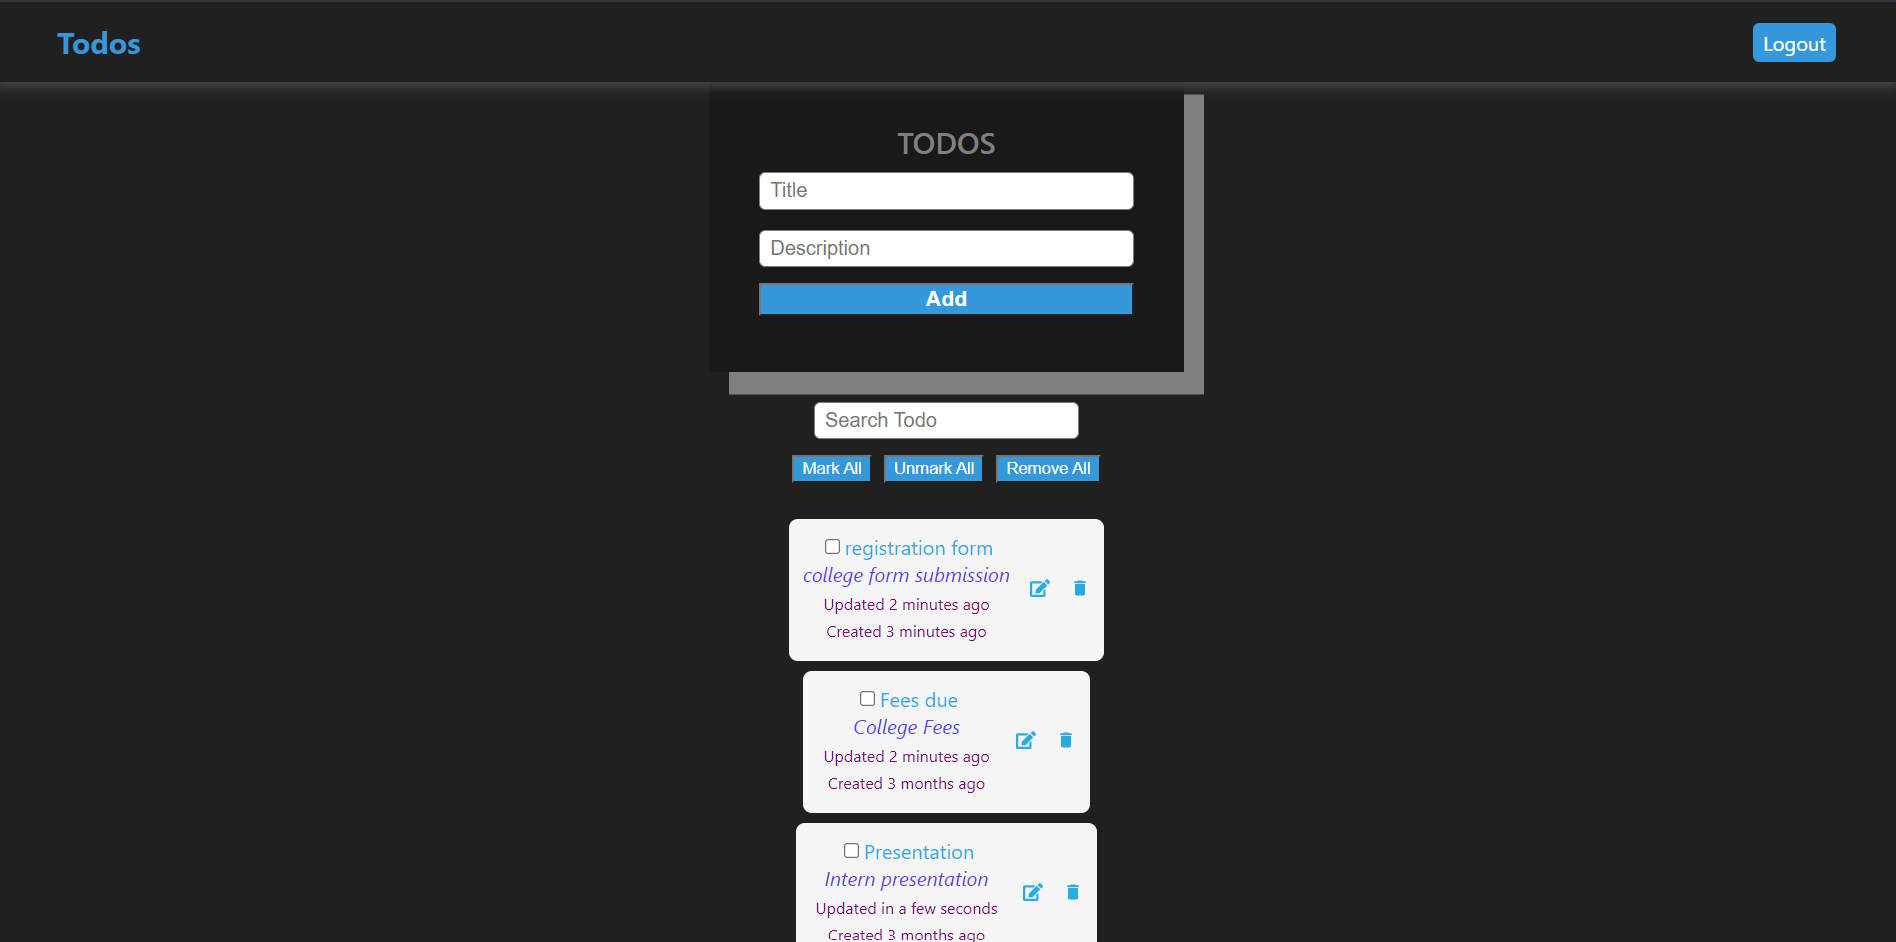 Todos
Logout
TODOS
Title
Description
Add
Search Todo
Mark All
Unmark All
Remove All
registration form
college form submission
Updated 2 minutes ago
Created 3 minutes ago
Fees due
College Fees
Updated 2 minutes ago
Created 3 months ago
Presentation
Intern presentation
Updated in a few seconds
Created 3 months ago